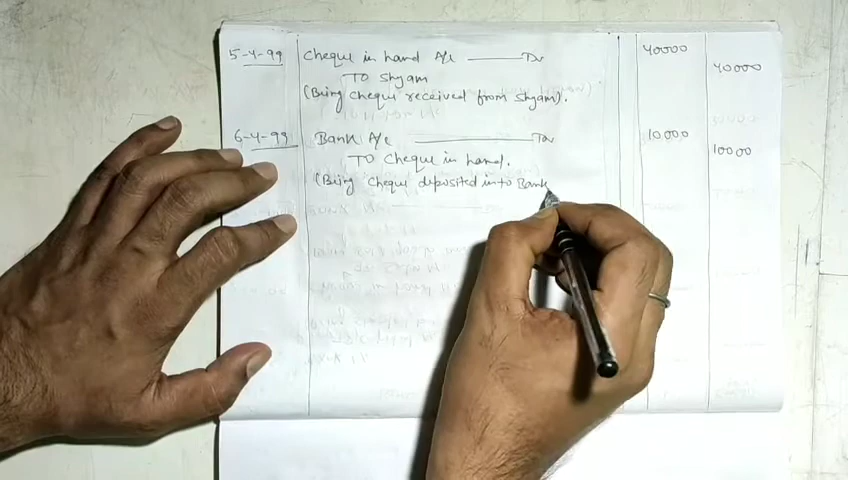 5-4-99 Cheque in hand A/c ——— Dr 40000
To Shyam 40000
(Being cheque received from Shyam).
6-4-99 Bank A/c ——— Dr 10000
To Cheque in hand. 10000
(Being cheque deposited into Bank